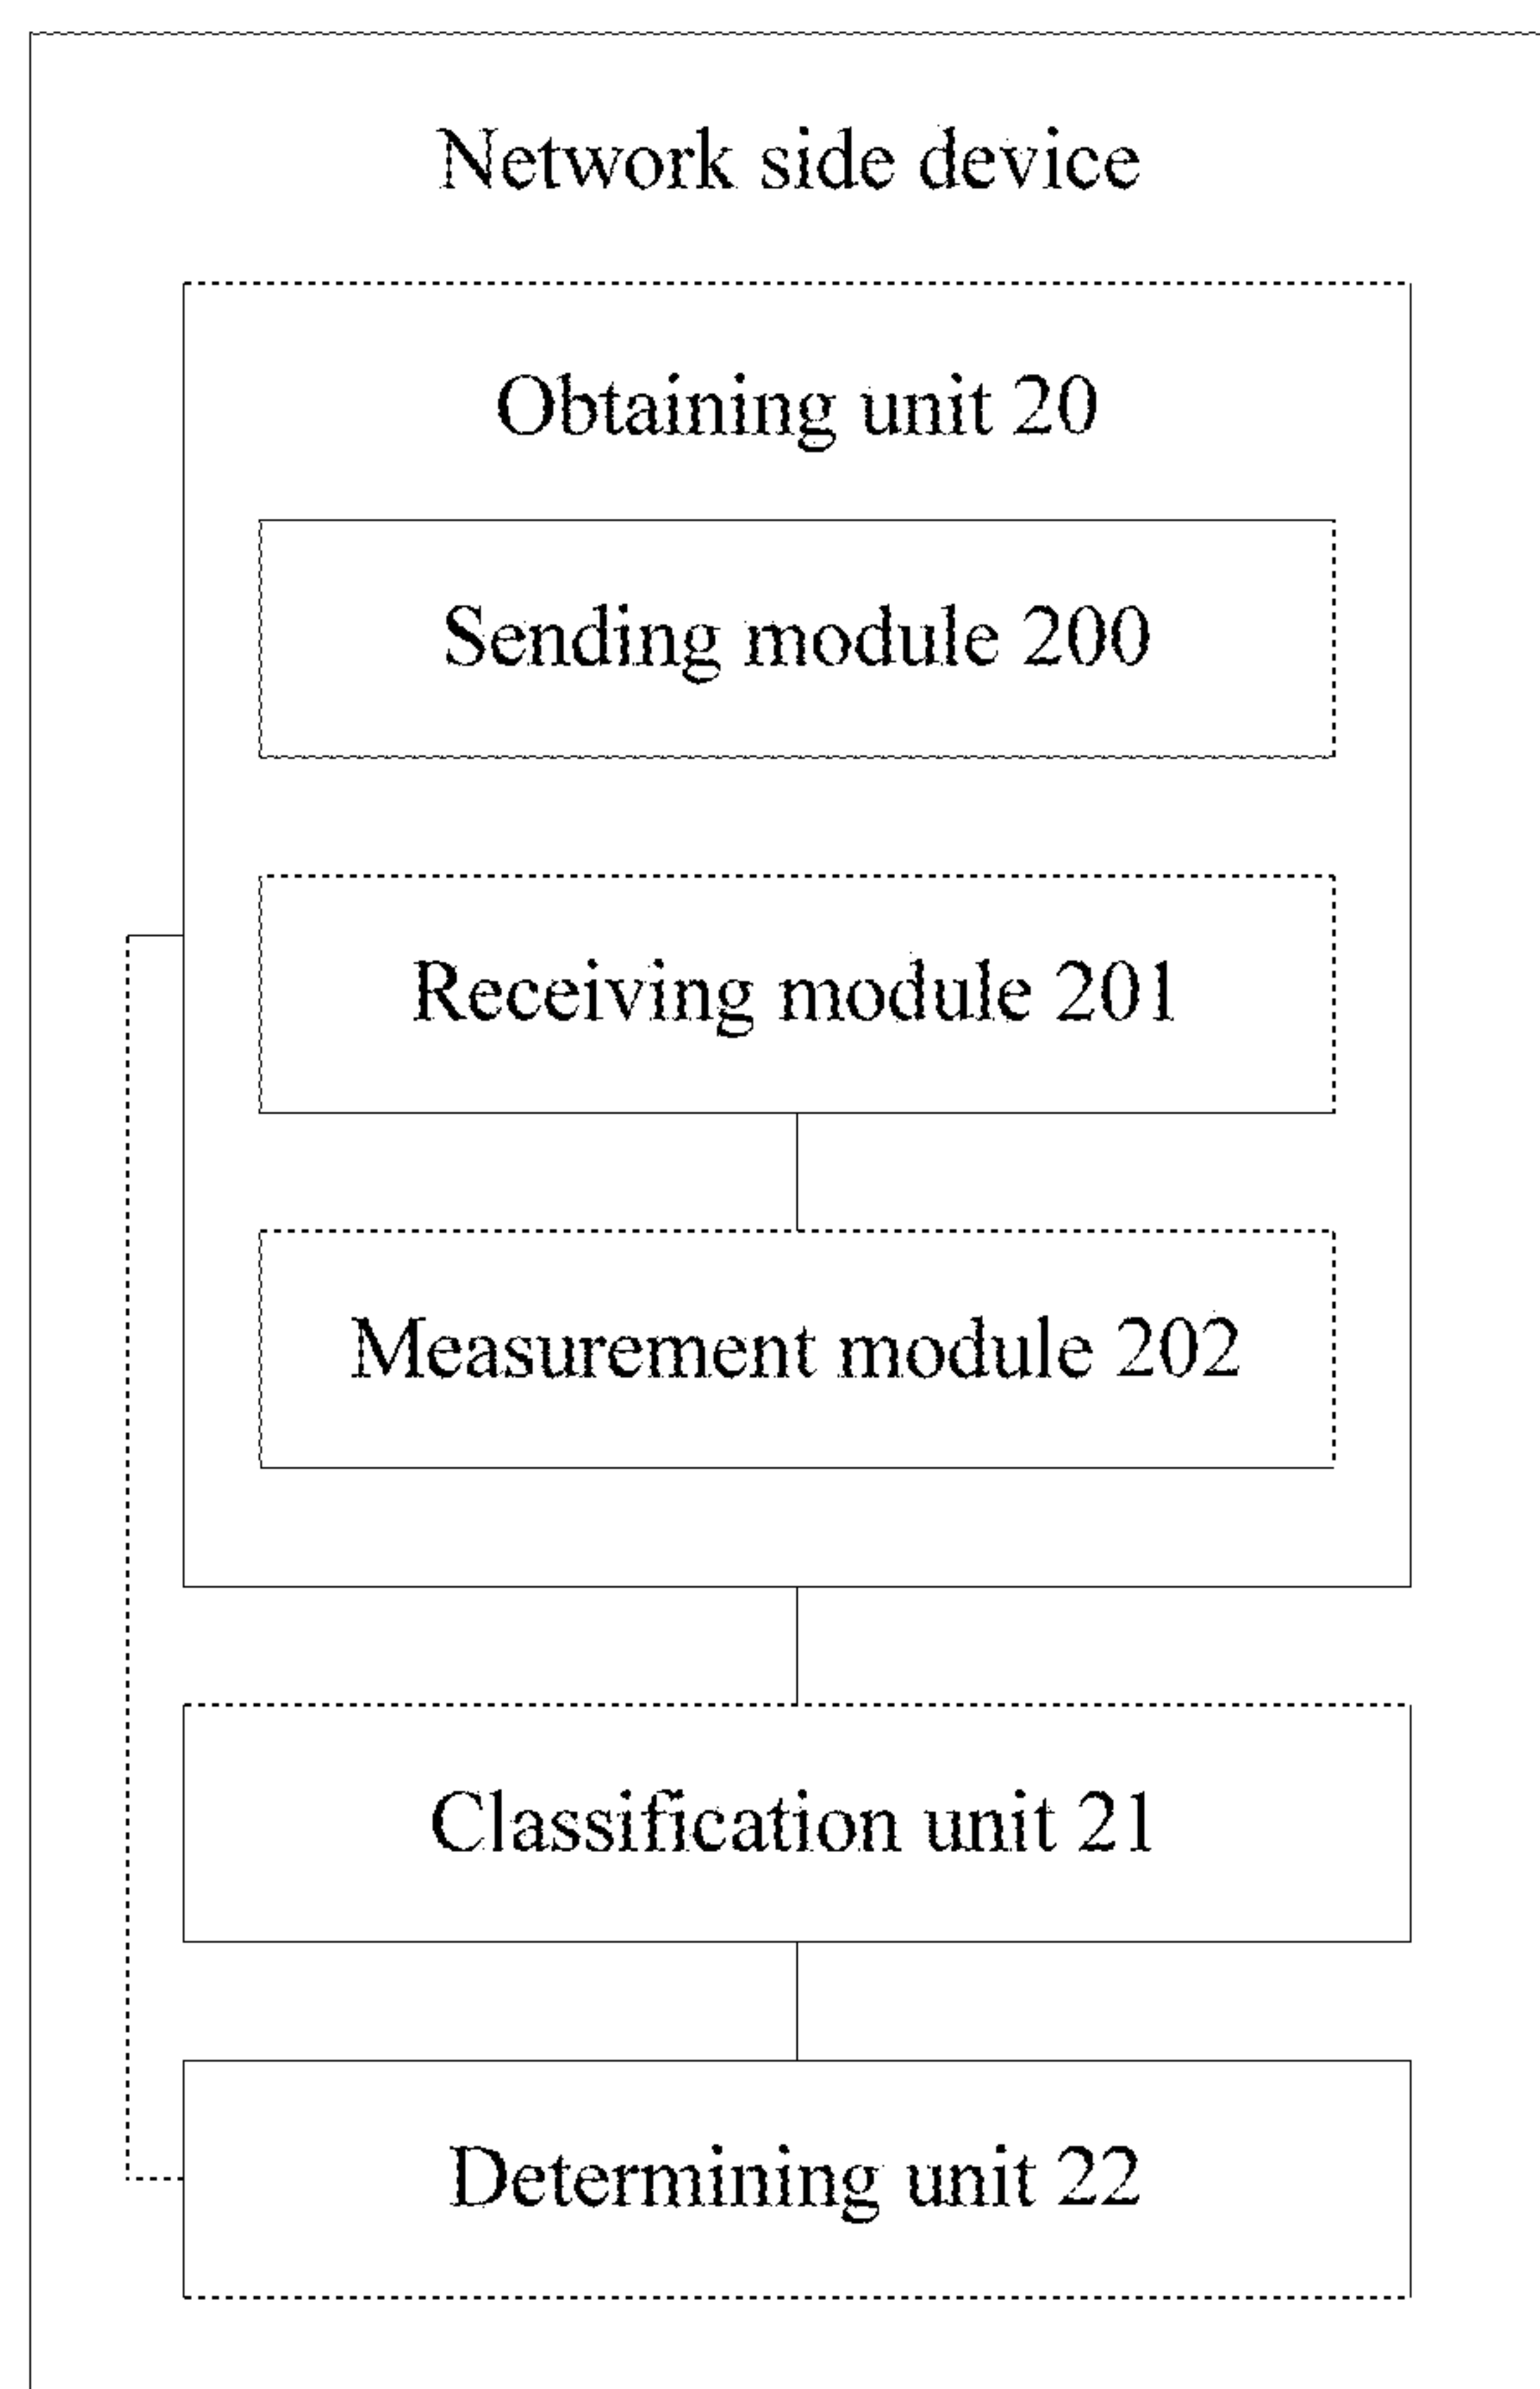 Network side device
Obtaining unit 20
Sending module 200
Receiving module 201
Measurement module 202
Classification unit 21
Determining unit 22